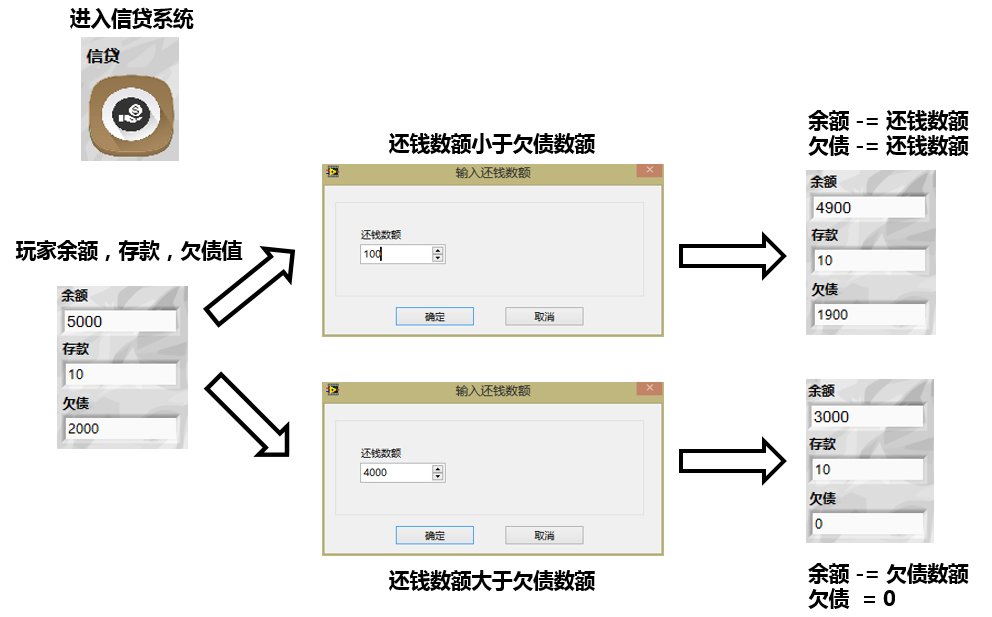 进入信贷系统
信贷
玩家余额，存款，欠债值
余额
5000
存款
10
欠债
2000
还钱数额小于欠债数额
输入还钱数额
还钱数额
100
确定
取消
余额 -= 还钱数额
欠债 -= 还钱数额
余额
4900
存款
10
欠债
1900
输入还钱数额
还钱数额
4000
确定
取消
还钱数额大于欠债数额
余额
3000
存款
10
欠债
0
余额 -= 欠债数额
欠债 = 0